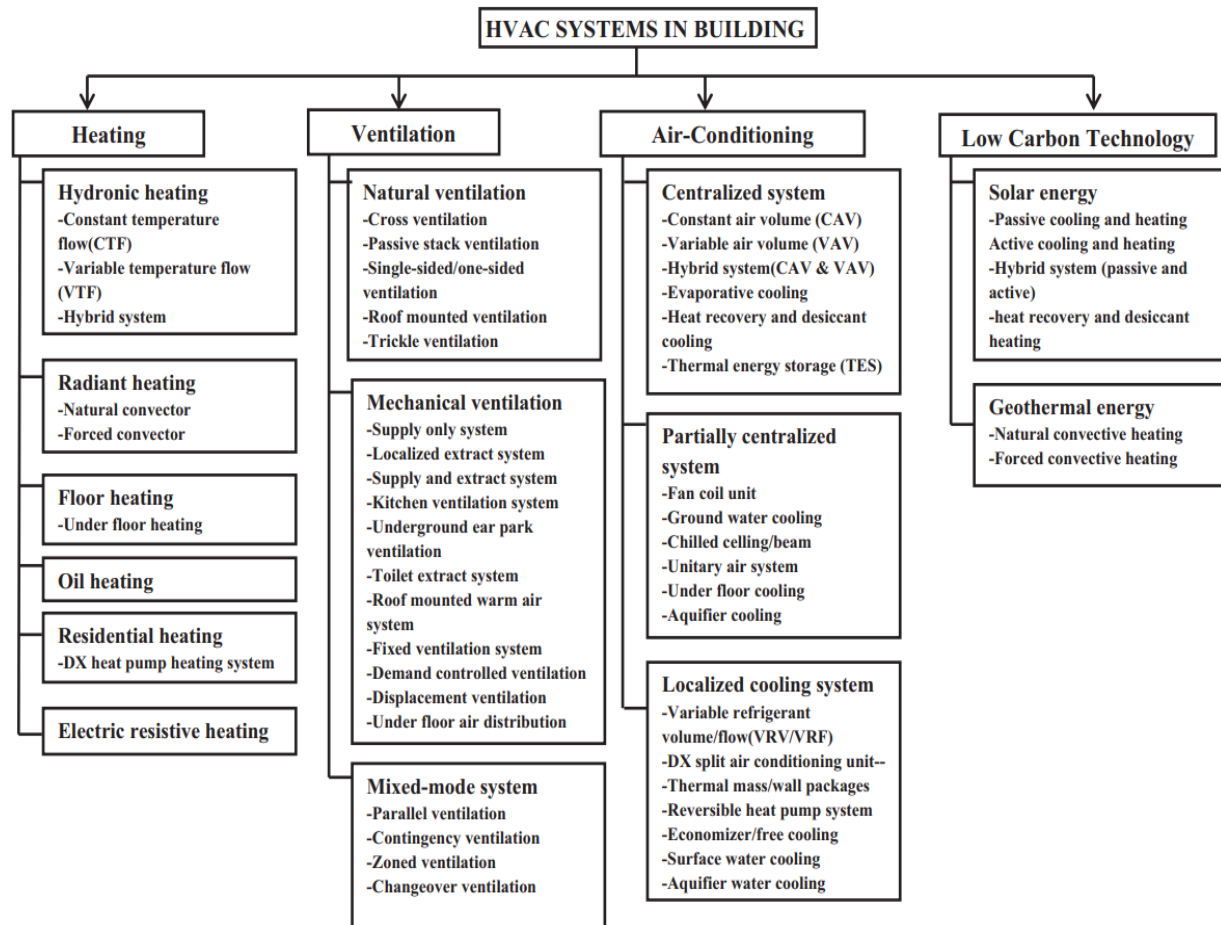 HVAC SYSTEMS IN BUILDING
Heating
Hydronic heating
-Constant temperature
flow(CTF)
-Variable temperature flow
(VTF)
-Hybrid system
Radiant heating
-Natural convector
-Forced convector
Floor heating
-Under floor heating
Oil heating
Residential heating
-DX heat pump heating system
Electric resistive heating
Ventilation
Natural ventilation
-Cross ventilation
-Passive stack ventilation
-Single-sided/one-sided
ventilation
-Roof mounted ventilation
-Trickle ventilation
Mechanical ventilation
-Supply only system
-Localized extract system
-Supply and extract system
-Kitchen ventilation system
-Underground ear park
ventilation
-Toilet extract system
-Roof mounted warm air
system
-Fixed ventilation system
-Demand controlled ventilation
-Displacement ventilation
-Under floor air distribution
Mixed-mode system
-Parallel ventilation
-Contingency ventilation
-Zoned ventilation
-Changeover ventilation
Air-Conditioning
Centralized system
-Constant air volume (CAV)
-Variable air volume (VAV)
-Hybrid system(CAV & VAV)
-Evaporative cooling
-Heat recovery and desiccant
cooling
-Thermal energy storage (TES)
Partially centralized
system
-Fan coil unit
-Ground water cooling
-Chilled celling/beam
-Unitary air system
-Under floor cooling
-Aquifier cooling
Localized cooling system
-Variable refrigerant
volume/flow(VRV/VRF)
-DX split air conditioning unit--
-Thermal mass/wall packages
-Reversible heat pump system
-Economizer/free cooling
-Surface water cooling
-Aquifier water cooling
Low Carbon Technology
Solar energy
-Passive cooling and heating
Active cooling and heating
-Hybrid system (passive and
active)
-heat recovery and desiccant
heating
Geothermal energy
-Natural convective heating
-Forced convective heating